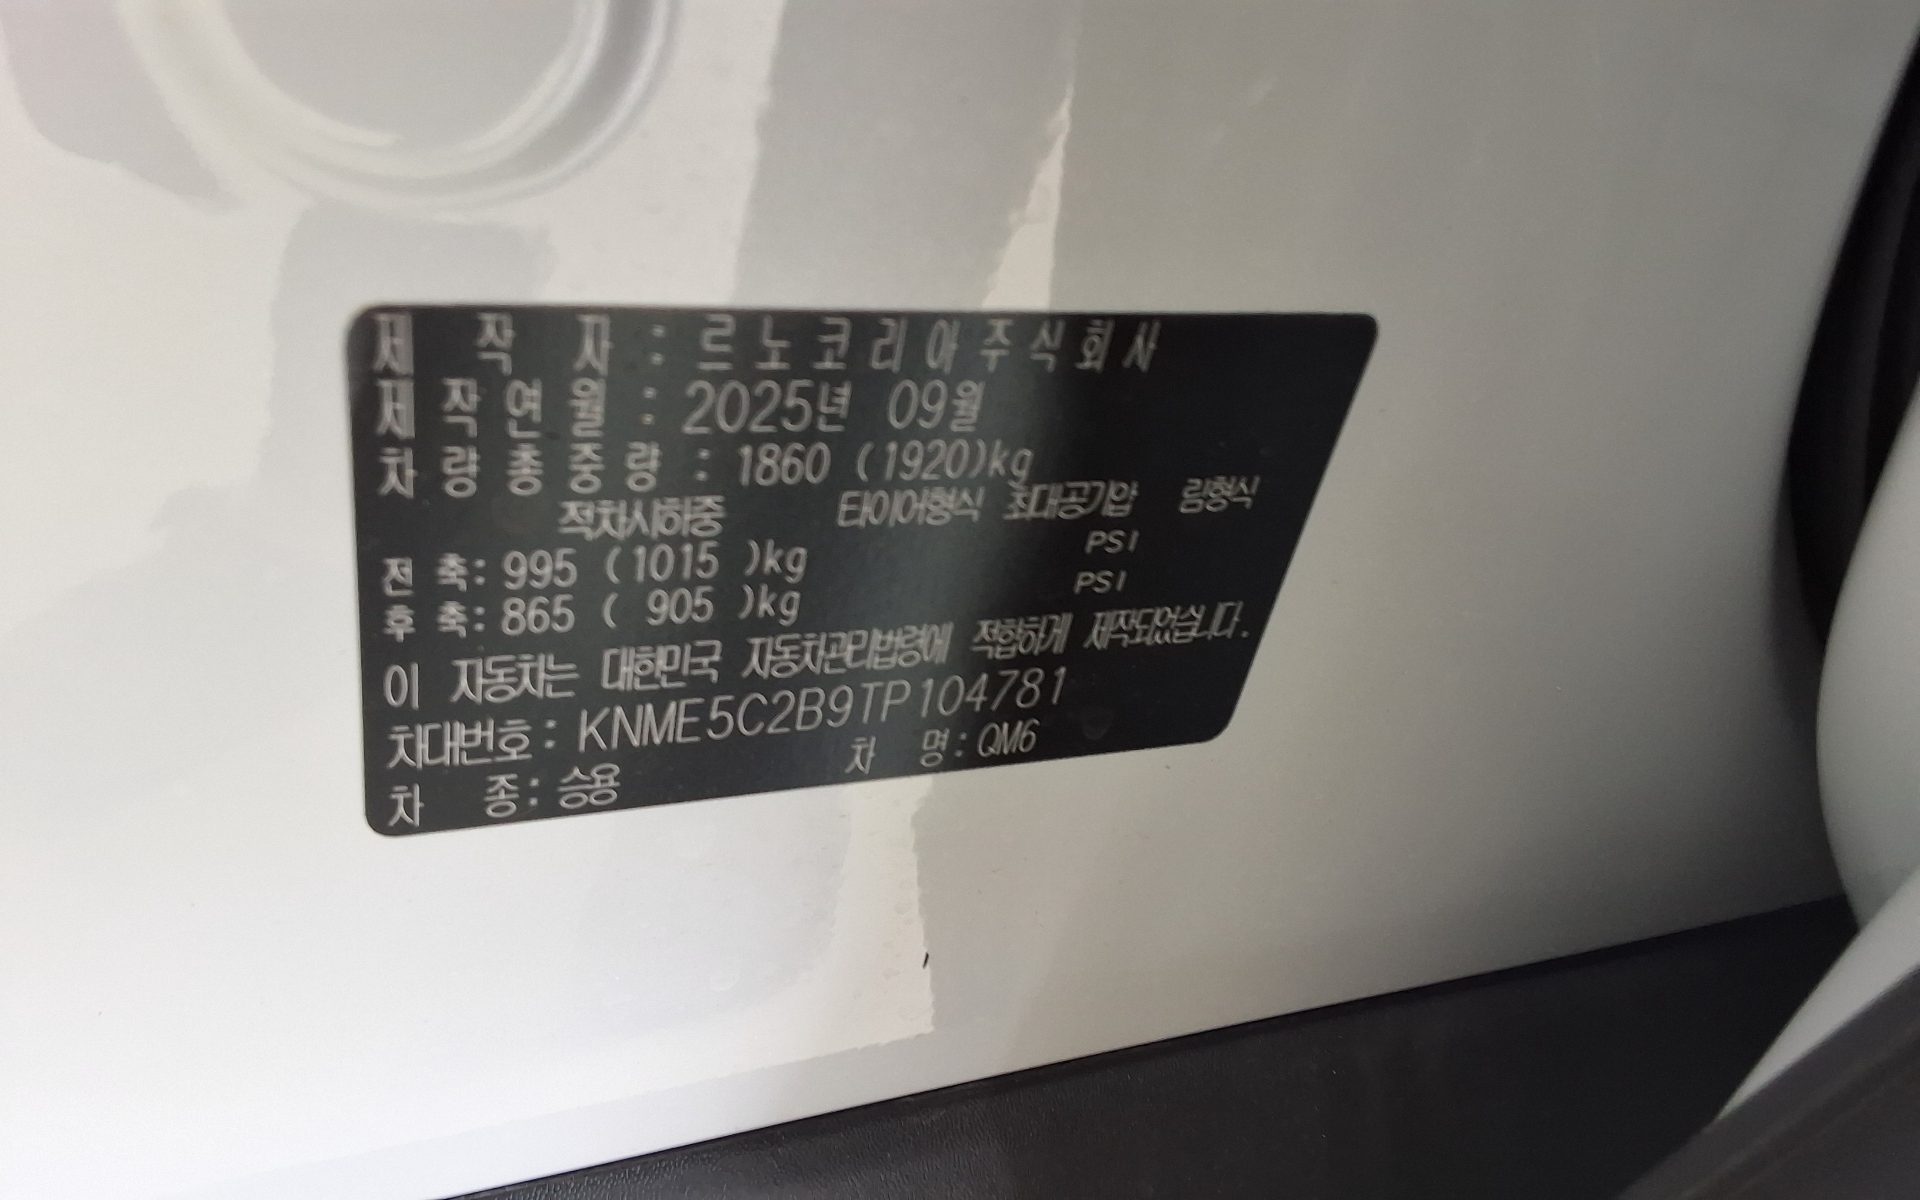 제 작 자 : 르노코리아주식회사
제 작 연 월 : 2025년 09월
차 량 총 중 량 : 1860 (1920)kg
적차시하중 타이어형식 최대공기압 림형식
전 축: 995 (1015 )kg PSI
후 축: 865 ( 905 )kg PSI
이 자동차는 대한민국 자동차관리법령에 적합하게 제작되었습니다.
차대번호 : KNME5C2B9TP104781
차 종: 승용 차 명: QM6